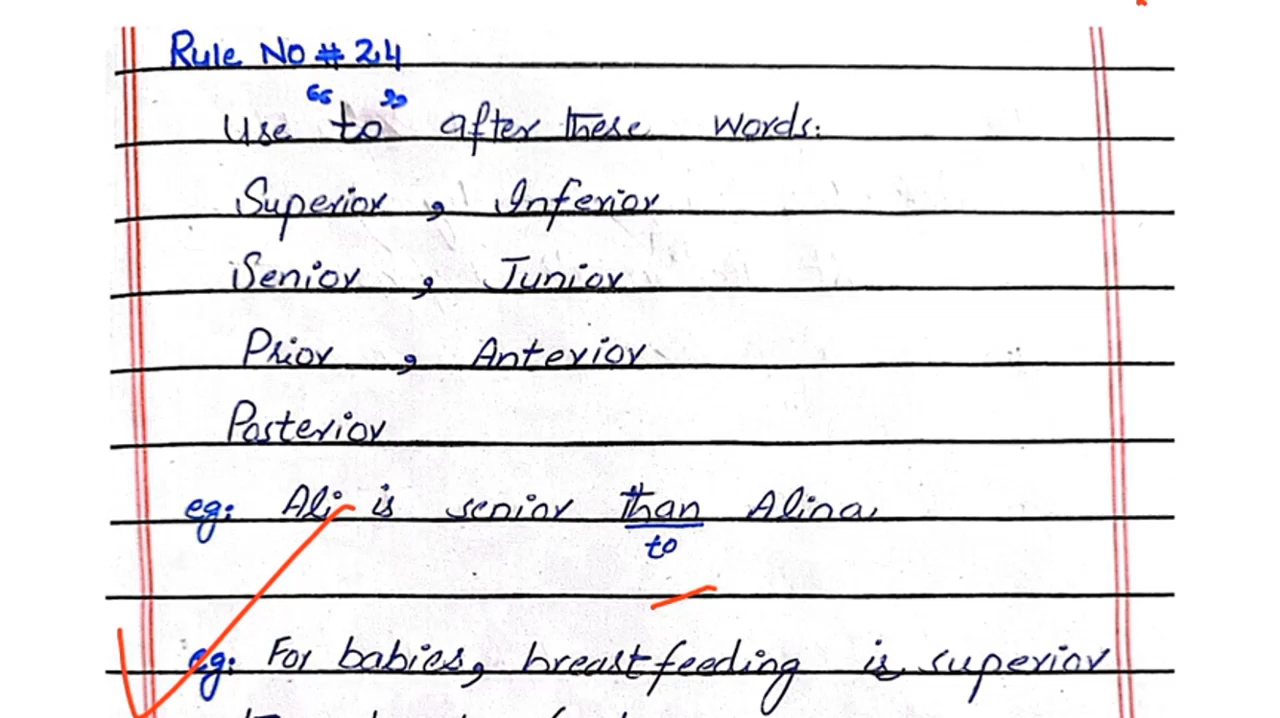 Rule No # 24
Use "to" after these words:
Superior , Inferior
Senior , Junior
Prior , Anterior
Posterior
eg: Ali is senior than Alina.
to
eg: For babies, breastfeeding is superior